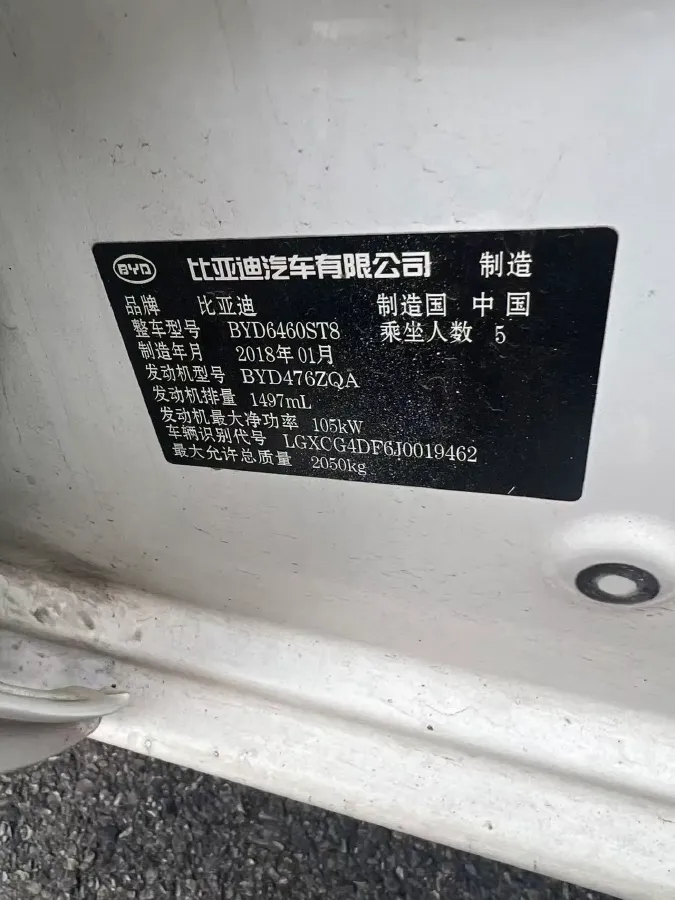 BYD 比亚迪汽车有限公司 制造
品牌 比亚迪 制造国 中国
整车型号 BYD6460ST8 乘坐人数 5
制造年月 2018年01月
发动机型号 BYD476ZQA
发动机排量 1497mL
发动机最大净功率 105kW
车辆识别代号 LGXCG4DF6J0019462
最大允许总质量 2050kg